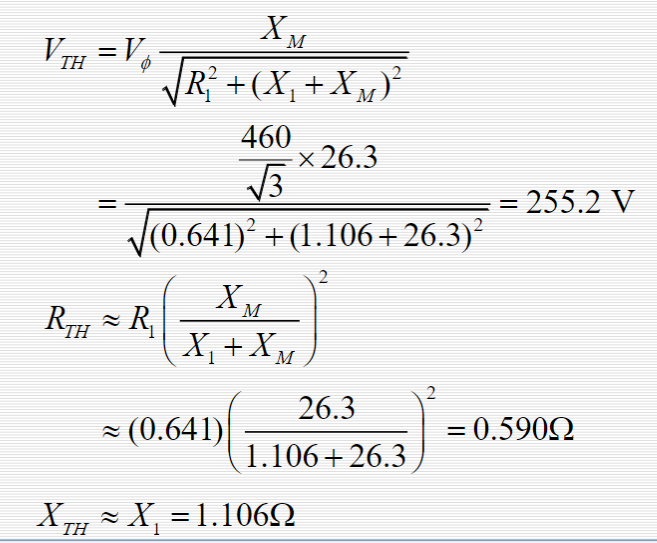 V_TH = V_ϕ X_M / √(R_1^2 + (X_1 + X_M)^2)
= (460/√3 × 26.3) / √((0.641)^2 + (1.106 + 26.3)^2) = 255.2 V
R_TH ≈ R_1 (X_M / (X_1 + X_M))^2
≈ (0.641) (26.3 / (1.106 + 26.3))^2 = 0.590Ω
X_TH ≈ X_1 = 1.106Ω